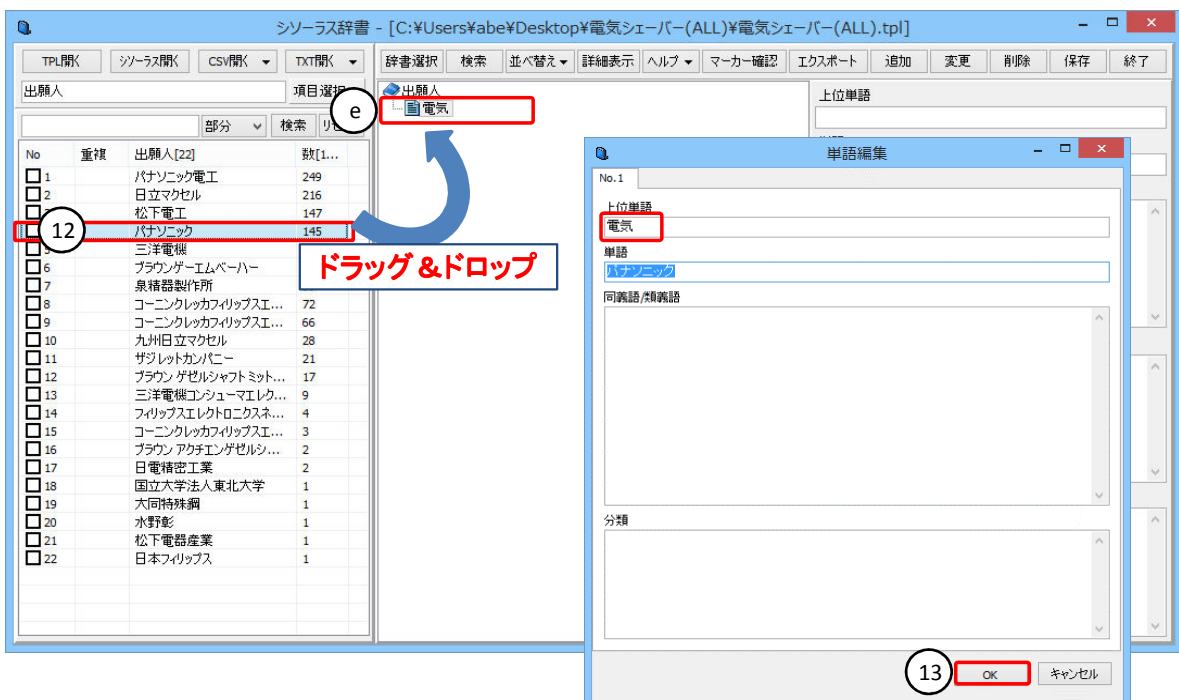 シソーラス辞書 - [C:¥Users¥abe¥Desktop¥電気シェーバー(ALL)¥電気シェーバー(ALL).tpl]
TPL開く シソーラス開く CSV開く TXT開く 辞書選択 検索 並べ替え 詳細表示 ヘルプ マーカー確認 エクスポート 追加 変更 削除 保存 終了
出願人 項目選
部分 検索
No 重複 出願人[22] 数[1...
1 パナソニック電工 249
2 日立マクセル 216
松下電工 147
12 パナソニック 145
三洋電機
6 ブラウンゲーエムベーハー
7 泉精器製作所
8 コーニンクレッカフィリップスエ... 72
9 コーニンクレッカフィリップスエ... 66
10 九州日立マクセル 28
11 ザジレットカンパニー 21
12 ブラウン ゲゼルシャフト ミット... 17
13 三洋電機コンシューマエレク... 9
14 フィリップスエレクトロニクスネ... 4
15 コーニンクレッカフィリップスエ... 3
16 ブラウン アクチエンゲゼルシ... 2
17 日電精密工業 2
18 国立大学法人東北大学 1
19 大同特殊鋼 1
20 水野彰 1
21 松下電器産業 1
22 日本フィリップス 1
出願人
e 電気
ドラッグ＆ドロップ
上位単語
単語編集
No.1
上位単語
電気
単語
パナソニック
同義語/類義語
分類
13 OK キャンセル